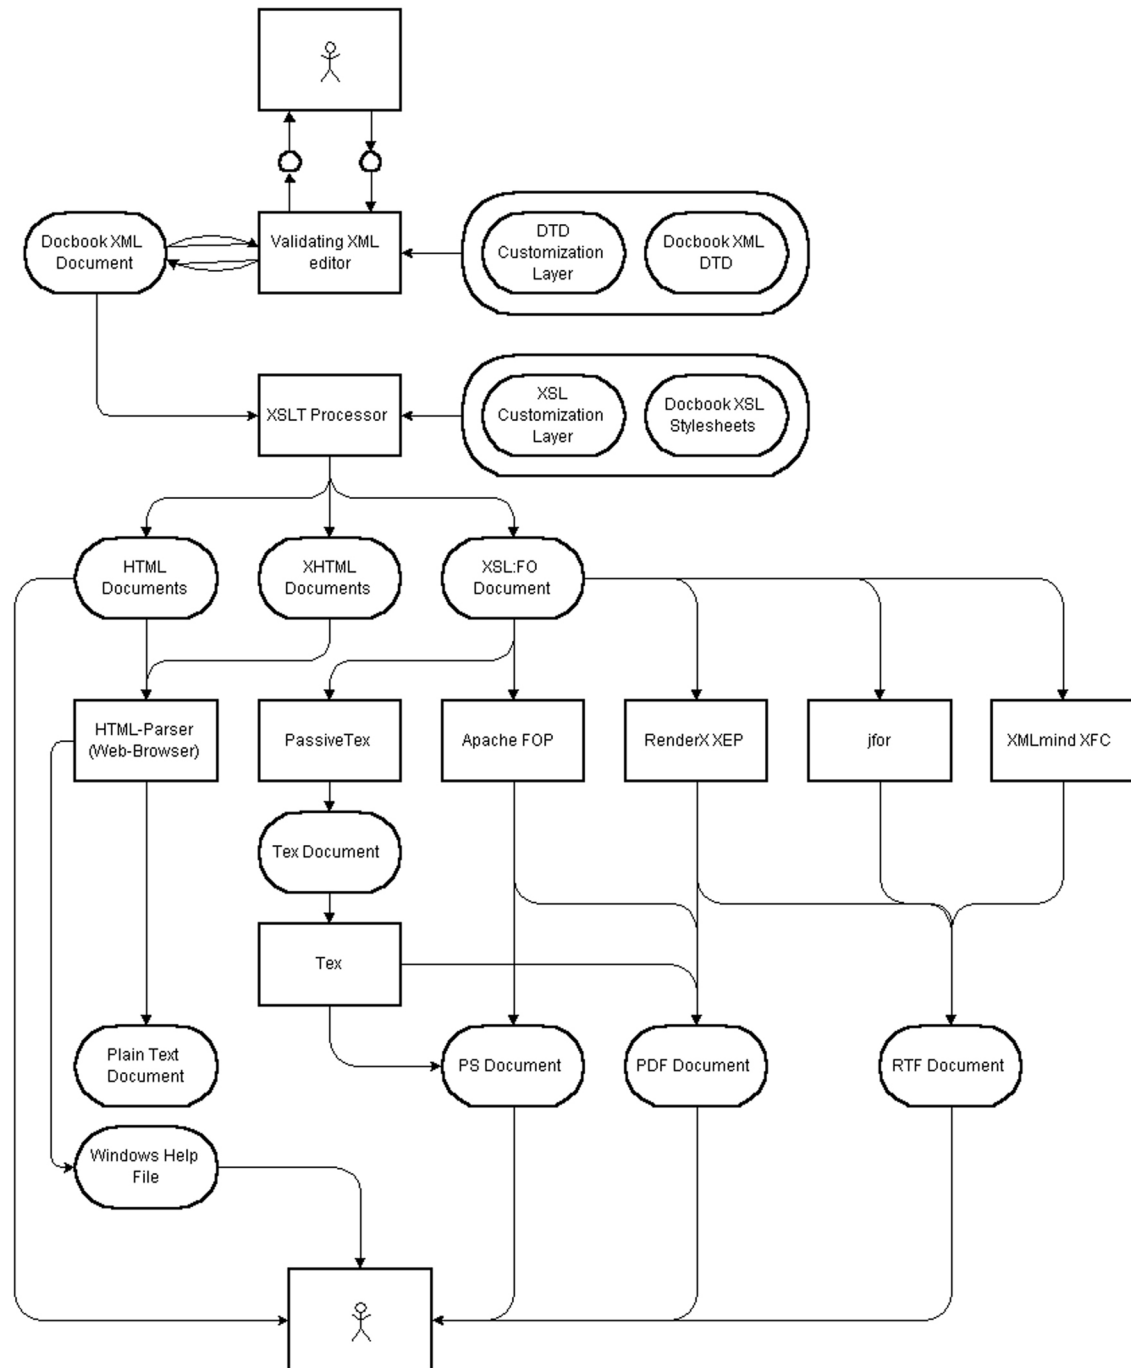 Docbook XML
Document
Validating XML
editor
DTD
Customization
Layer
Docbook XML
DTD
XSLT Processor
XSL
Customization
Layer
Docbook XSL
Stylesheets
HTML
Documents
XHTML
Documents
XSL:FO
Document
HTML-Parser
(Web-Browser)
PassiveTex
Apache FOP
RenderX XEP
jfor
XMLmind XFC
Tex Document
Tex
Plain Text
Document
PS Document
PDF Document
RTF Document
Windows Help
File